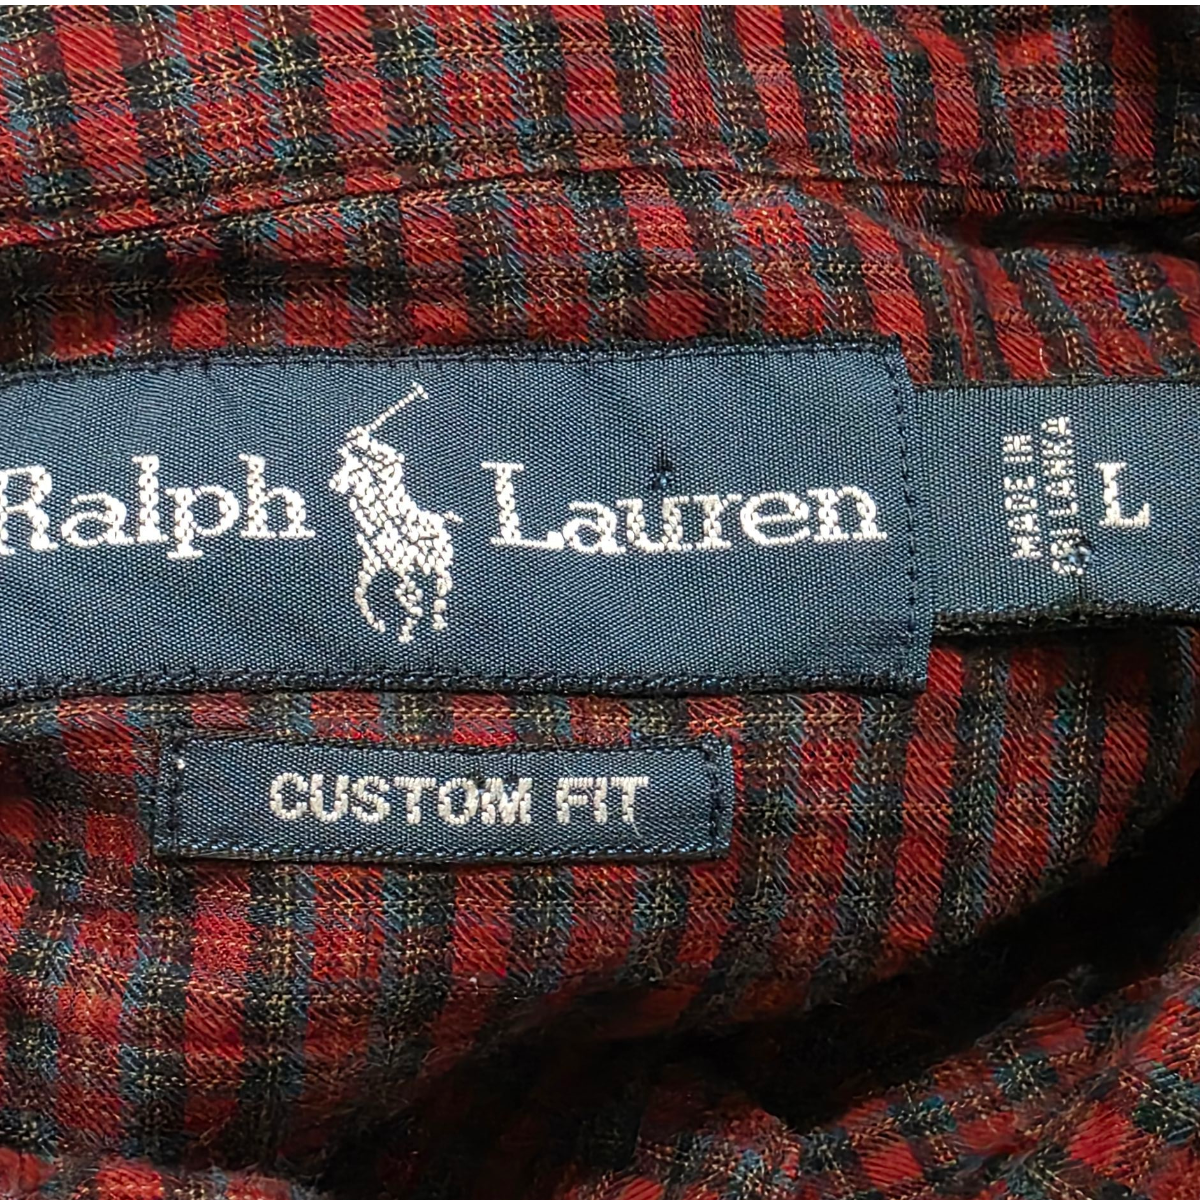 Ralph Lauren
MADE IN
SRI LANKA
L
CUSTOM FIT